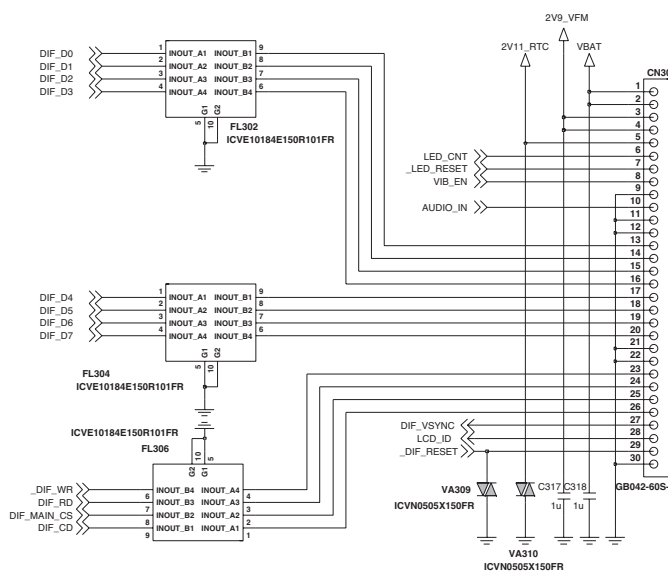 2V9_VFM
2V11_RTC VBAT
DIF_D0 1 INOUT_A1 INOUT_B1 9
DIF_D1 2 INOUT_A2 INOUT_B2 8
DIF_D2 3 INOUT_A3 INOUT_B3 7
DIF_D3 4 INOUT_A4 INOUT_B4 6
G1 G2
5 10
FL302
ICVE10184E150R101FR
CN30
1
2
3
4
5
LED_CNT 6
_LED_RESET 7
VIB_EN 8
9
AUDIO_IN 10
11
12
13
14
15
16
17
18
19
20
21
22
23
24
25
26
DIF_VSYNC 27
LCD_ID 28
_DIF_RESET 29
30
GB042-60S-
DIF_D4 1 INOUT_A1 INOUT_B1 9
DIF_D5 2 INOUT_A2 INOUT_B2 8
DIF_D6 3 INOUT_A3 INOUT_B3 7
DIF_D7 4 INOUT_A4 INOUT_B4 6
G1 G2
5 10
FL304
ICVE10184E150R101FR
ICVE10184E150R101FR
FL306
10 5
G2 G1
_DIF_WR 6 INOUT_B4 INOUT_A4 4
DIF_RD 7 INOUT_B3 INOUT_A3 3
DIF_MAIN_CS 8 INOUT_B2 INOUT_A2 2
DIF_CD 9 INOUT_B1 INOUT_A1 1
VA309
ICVN0505X150FR
C317 C318
1u 1u
VA310
ICVN0505X150FR